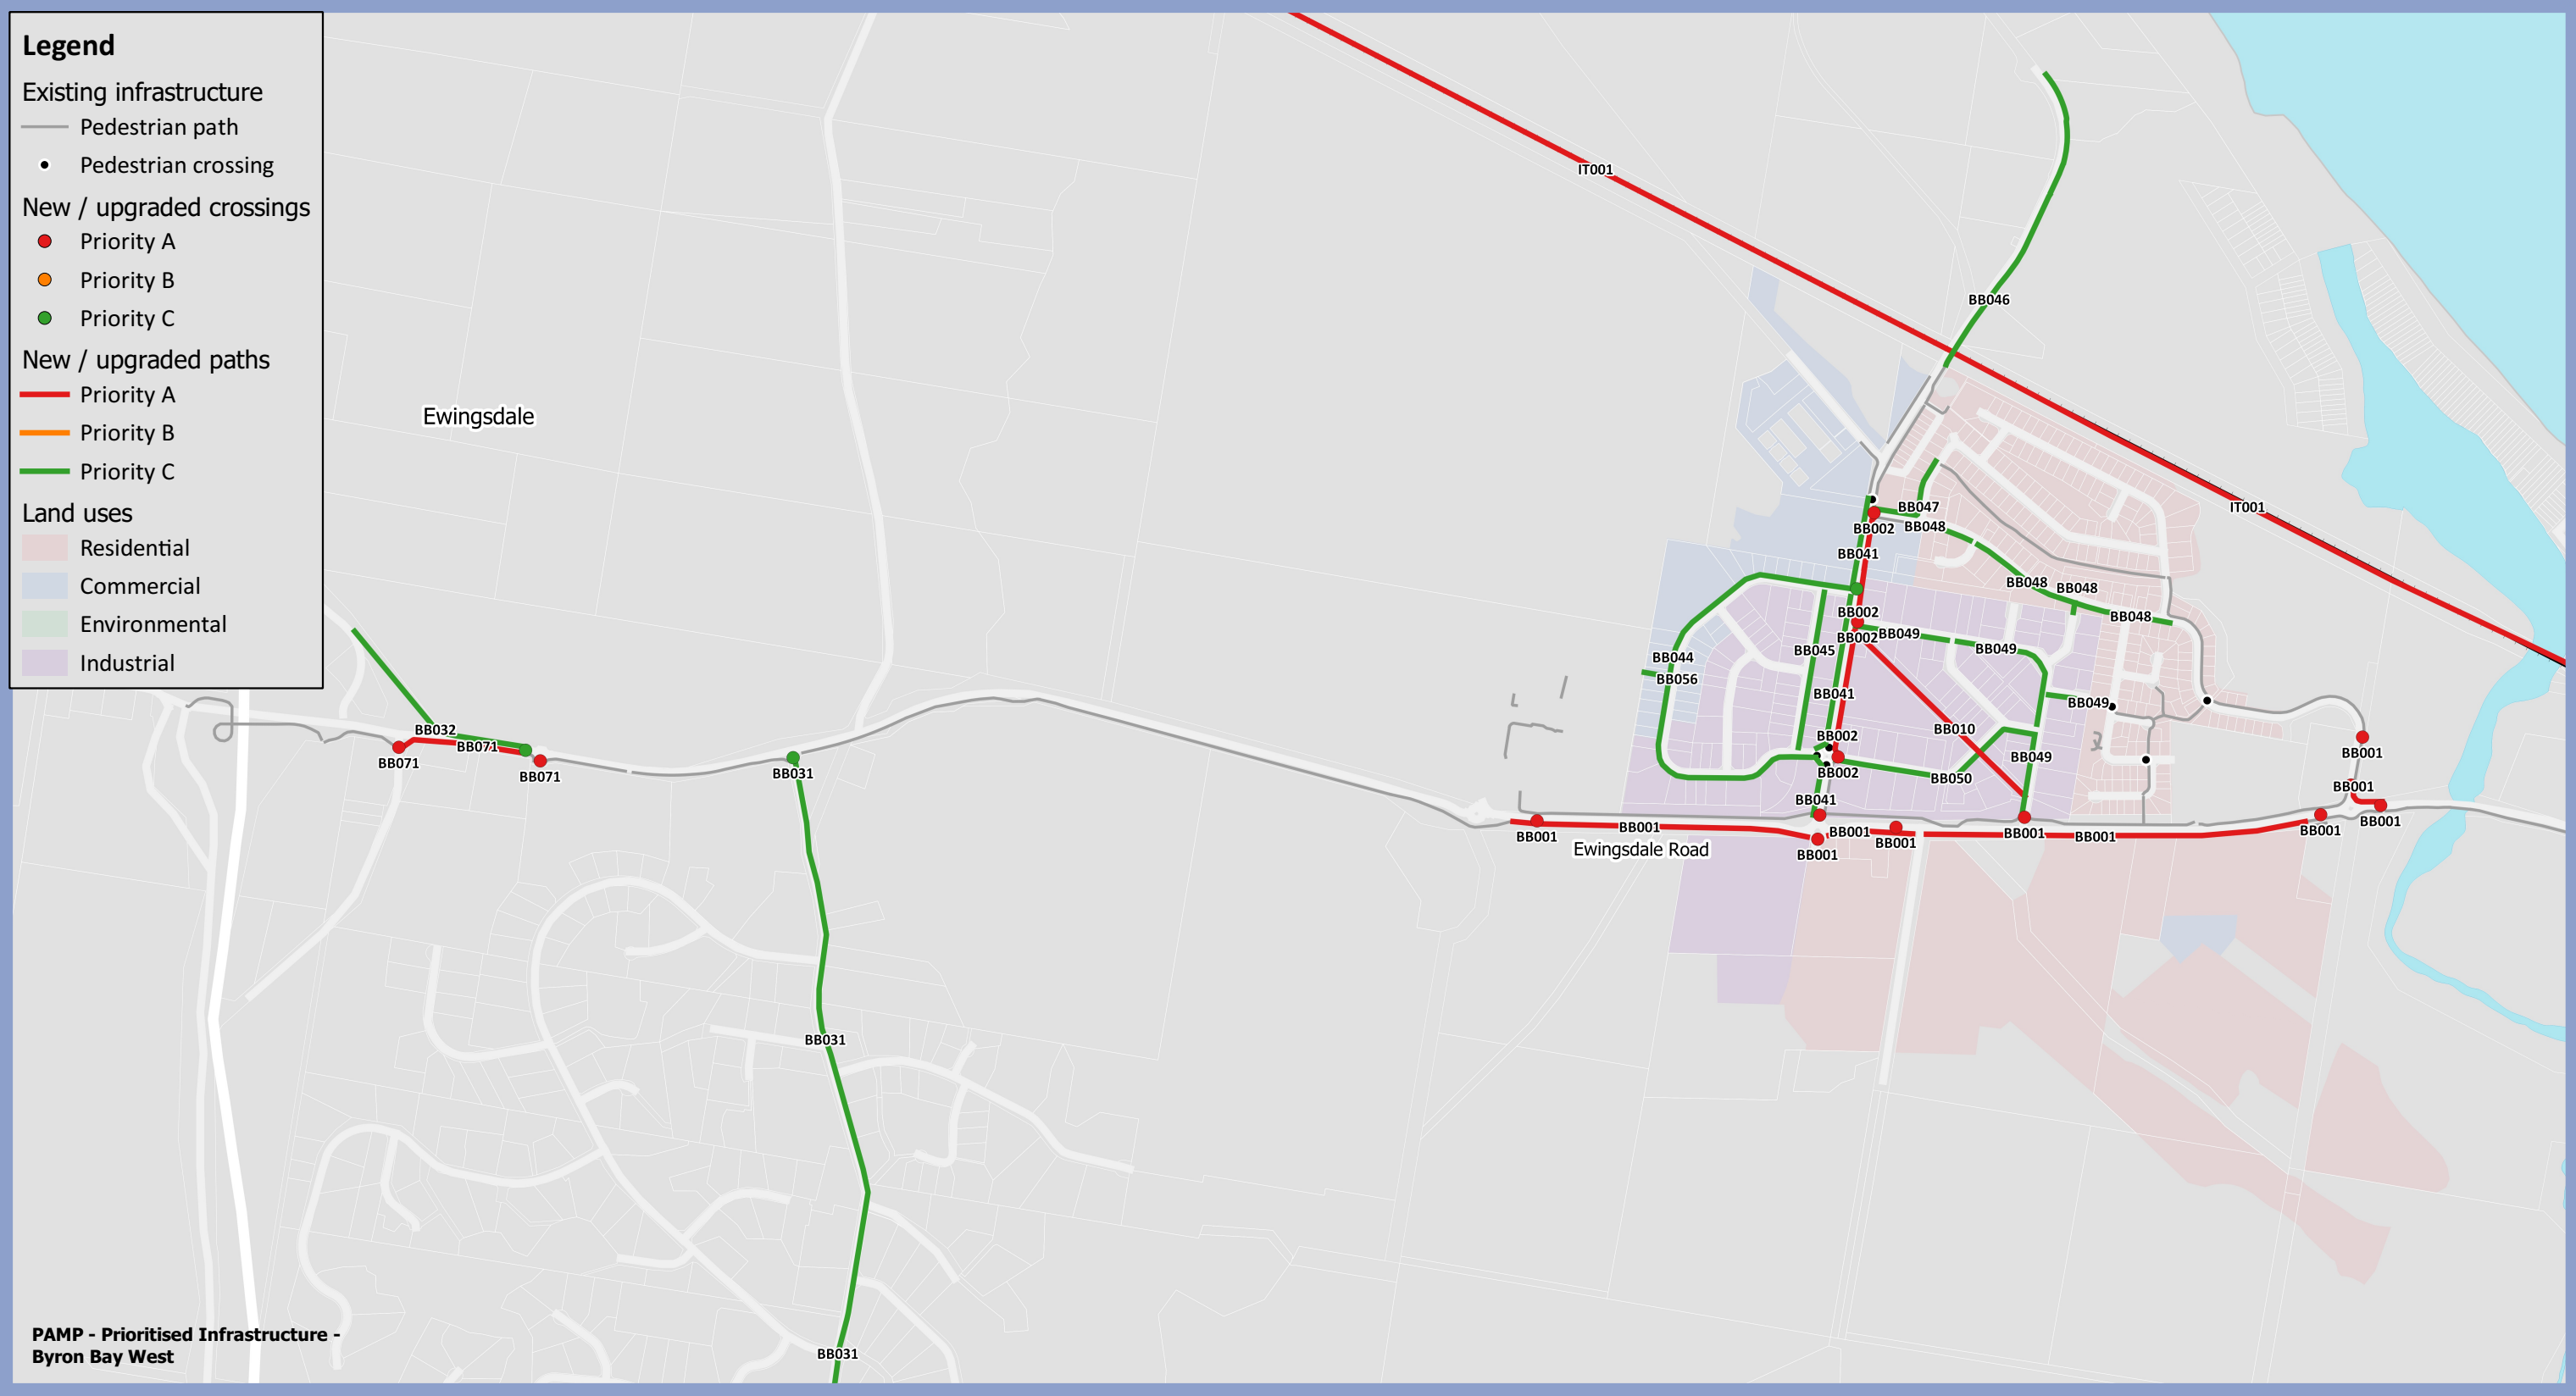 Legend
Existing infrastructure
Pedestrian path
Pedestrian crossing
New / upgraded crossings
Priority A
Priority B
Priority C
New / upgraded paths
Priority A
Priority B
Priority C
Land uses
Residential
Commercial
Environmental
Industrial
IT001
BB046
Ewingsdale
BB047
IT001
BB002
BB048
BB041
BB048
BB048
BB002
BB048
BB002
BB049
BB045
BB049
BB044
BB056
BB041
BB049
BB032
BB010
BB002
BB071
BB001
BB049
BB071
BB031
BB002
BB071
BB050
BB001
BB041
BB001
BB001
BB001
BB001
BB001
BB001
BB001
BB001
BB001
Ewingsdale Road
BB001
BB031
PAMP - Prioritised Infrastructure -
Byron Bay West
BB031